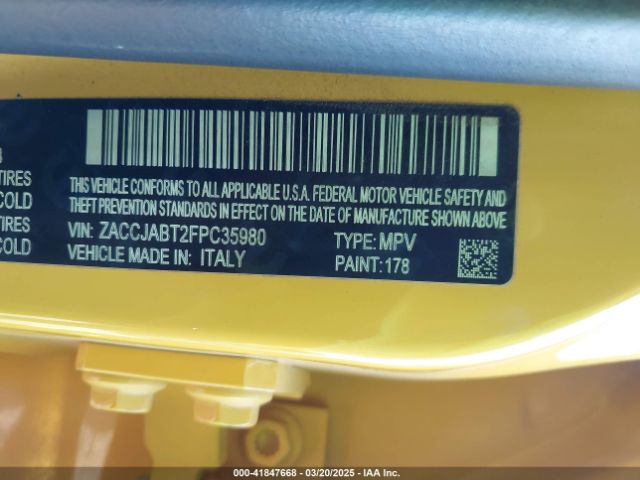 TIRES
COLD
COLD
THIS VEHICLE CONFORMS TO ALL APPLICABLE U.S.A. FEDERAL MOTOR VEHICLE SAFETY AND
THEFT PREVENTION STANDARDS IN EFFECT ON THE DATE OF MANUFACTURE SHOWN ABOVE
VIN: ZACCJABT2FPC35980 TYPE: MPV
VEHICLE MADE IN: ITALY PAINT: 178
000-41847668 - 03/20/2025 - IAA Inc.